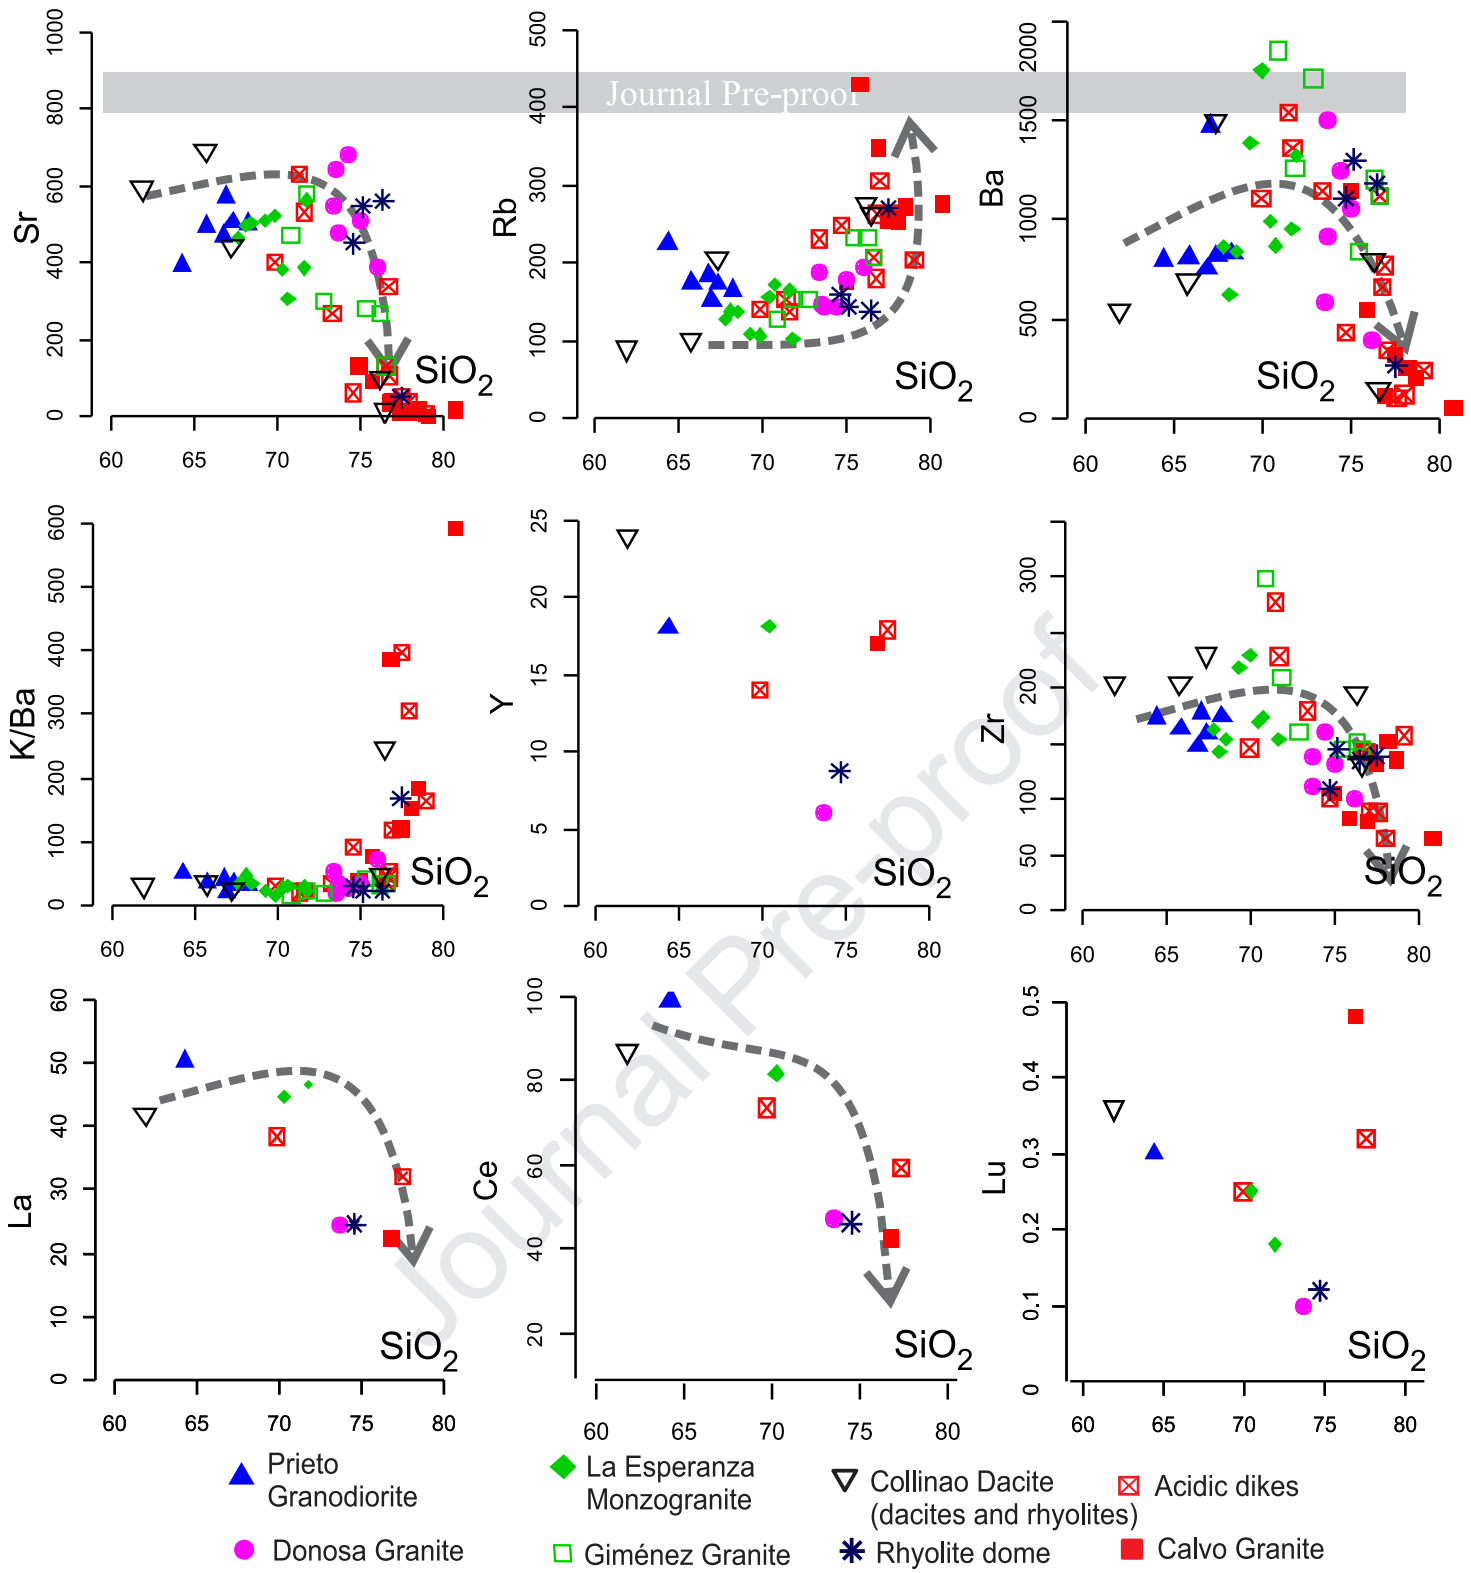 1000
800
600
400
200
0
Sr
SiO2
60 65 70 75 80
500
400
300
200
100
0
Rb
SiO2
60 65 70 75 80
2000
1500
1000
500
0
Ba
SiO2
60 65 70 75 80
Journal Pre-proof
600
500
400
300
200
100
0
K/Ba
SiO2
60 65 70 75 80
25
20
15
10
5
0
Y
SiO2
60 65 70 75 80
300
200
100
50
0
Zr
SiO2
60 65 70 75 80
Journal Pre-proof
60
50
40
30
20
10
0
La
SiO2
60 65 70 75 80
100
80
60
40
20
Ce
SiO2
60 65 70 75 80
0.5
0.4
0.3
0.2
0.1
0
Lu
SiO2
60 65 70 75 80
Prieto
Granodiorite
La Esperanza
Monzogranite
Collinao Dacite
(dacites and rhyolites)
Acidic dikes
Donosa Granite
Giménez Granite
Rhyolite dome
Calvo Granite